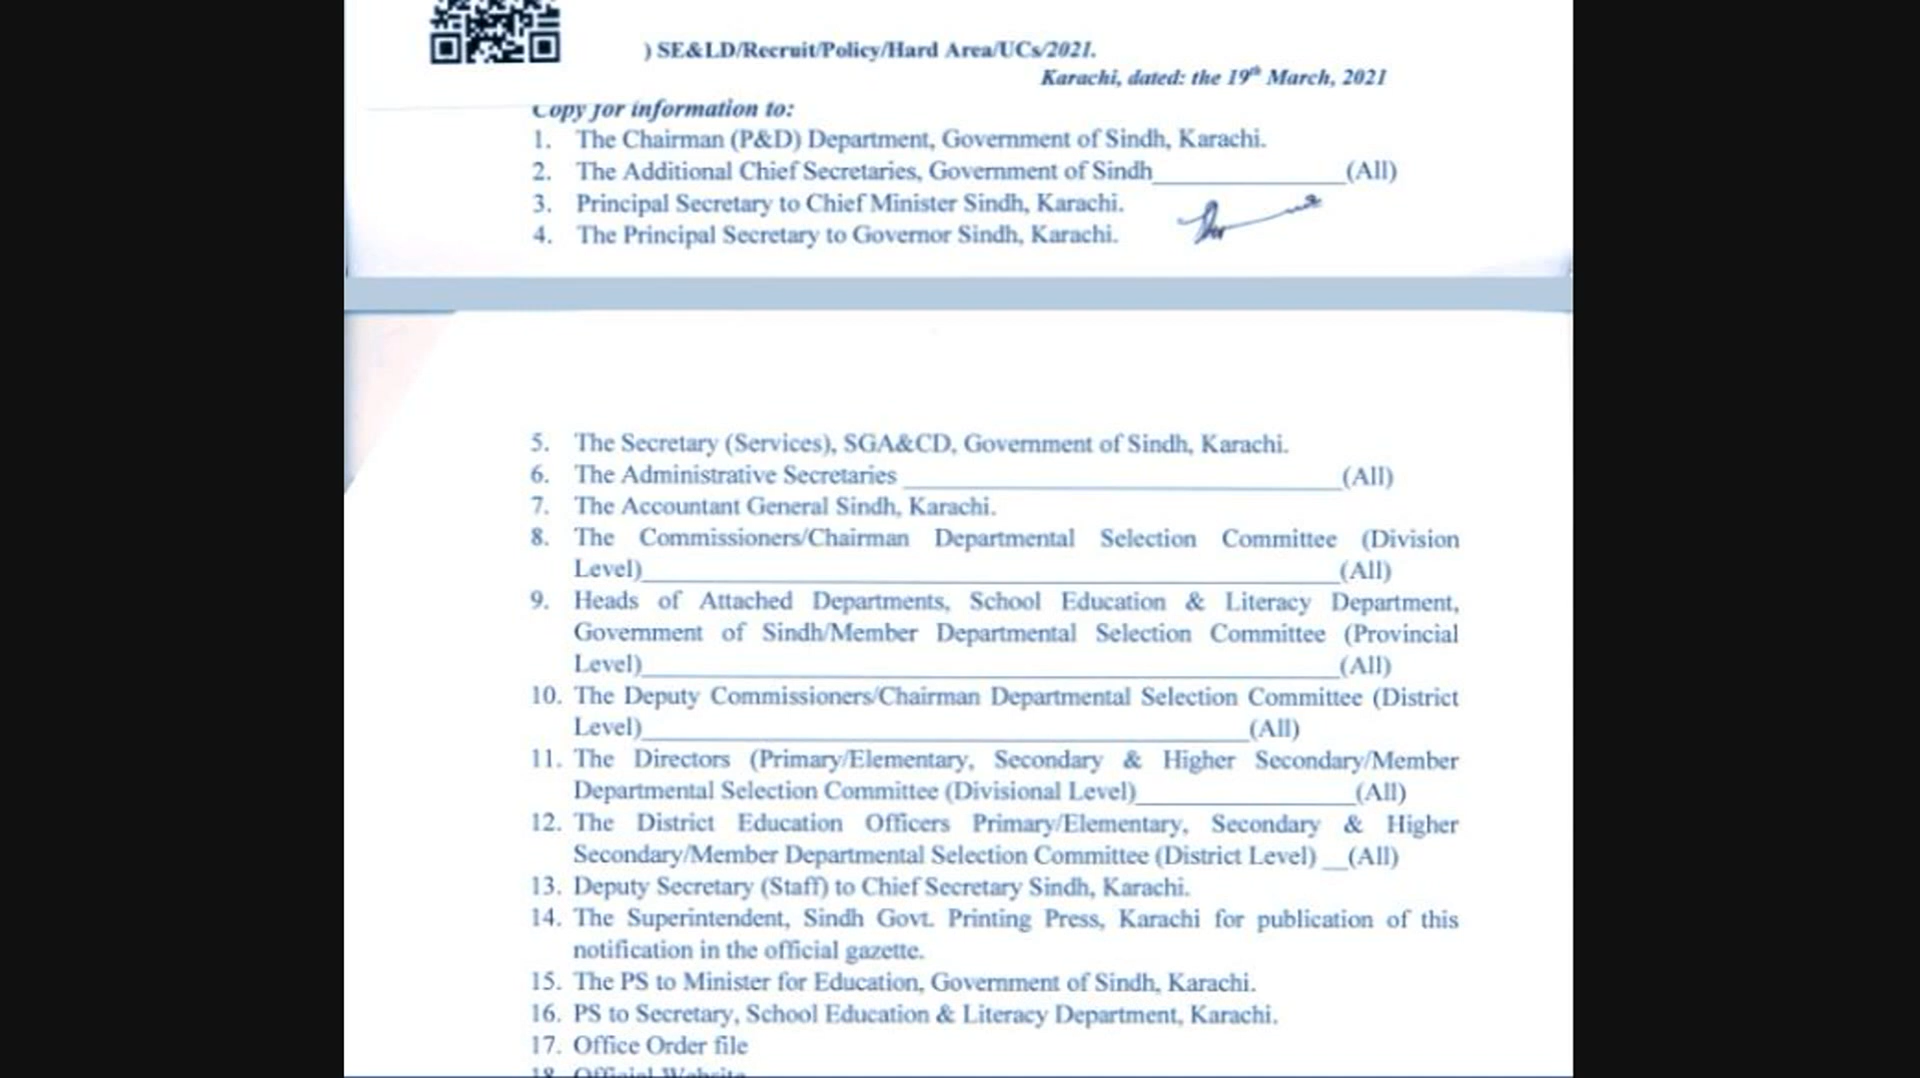 ) SE&LD/Recruit/Policy/Hard Area/UCs/2021.
Karachi, dated: the 19th March, 2021
Copy for information to:
1. The Chairman (P&D) Department, Government of Sindh, Karachi.
2. The Additional Chief Secretaries, Government of Sindh______________(All)
3. Principal Secretary to Chief Minister Sindh, Karachi.
4. The Principal Secretary to Governor Sindh, Karachi.
5. The Secretary (Services), SGA&CD, Government of Sindh, Karachi.
6. The Administrative Secretaries ________________________________(All)
7. The Accountant General Sindh, Karachi.
8. The Commissioners/Chairman Departmental Selection Committee (Division
Level)___________________________________________________(All)
9. Heads of Attached Departments, School Education & Literacy Department,
Government of Sindh/Member Departmental Selection Committee (Provincial
Level)___________________________________________________(All)
10. The Deputy Commissioners/Chairman Departmental Selection Committee (District
Level)____________________________________________(All)
11. The Directors (Primary/Elementary, Secondary & Higher Secondary/Member
Departmental Selection Committee (Divisional Level)________________(All)
12. The District Education Officers Primary/Elementary, Secondary & Higher
Secondary/Member Departmental Selection Committee (District Level) __(All)
13. Deputy Secretary (Staff) to Chief Secretary Sindh, Karachi.
14. The Superintendent, Sindh Govt. Printing Press, Karachi for publication of this
notification in the official gazette.
15. The PS to Minister for Education, Government of Sindh, Karachi.
16. PS to Secretary, School Education & Literacy Department, Karachi.
17. Office Order file
18. Official Website